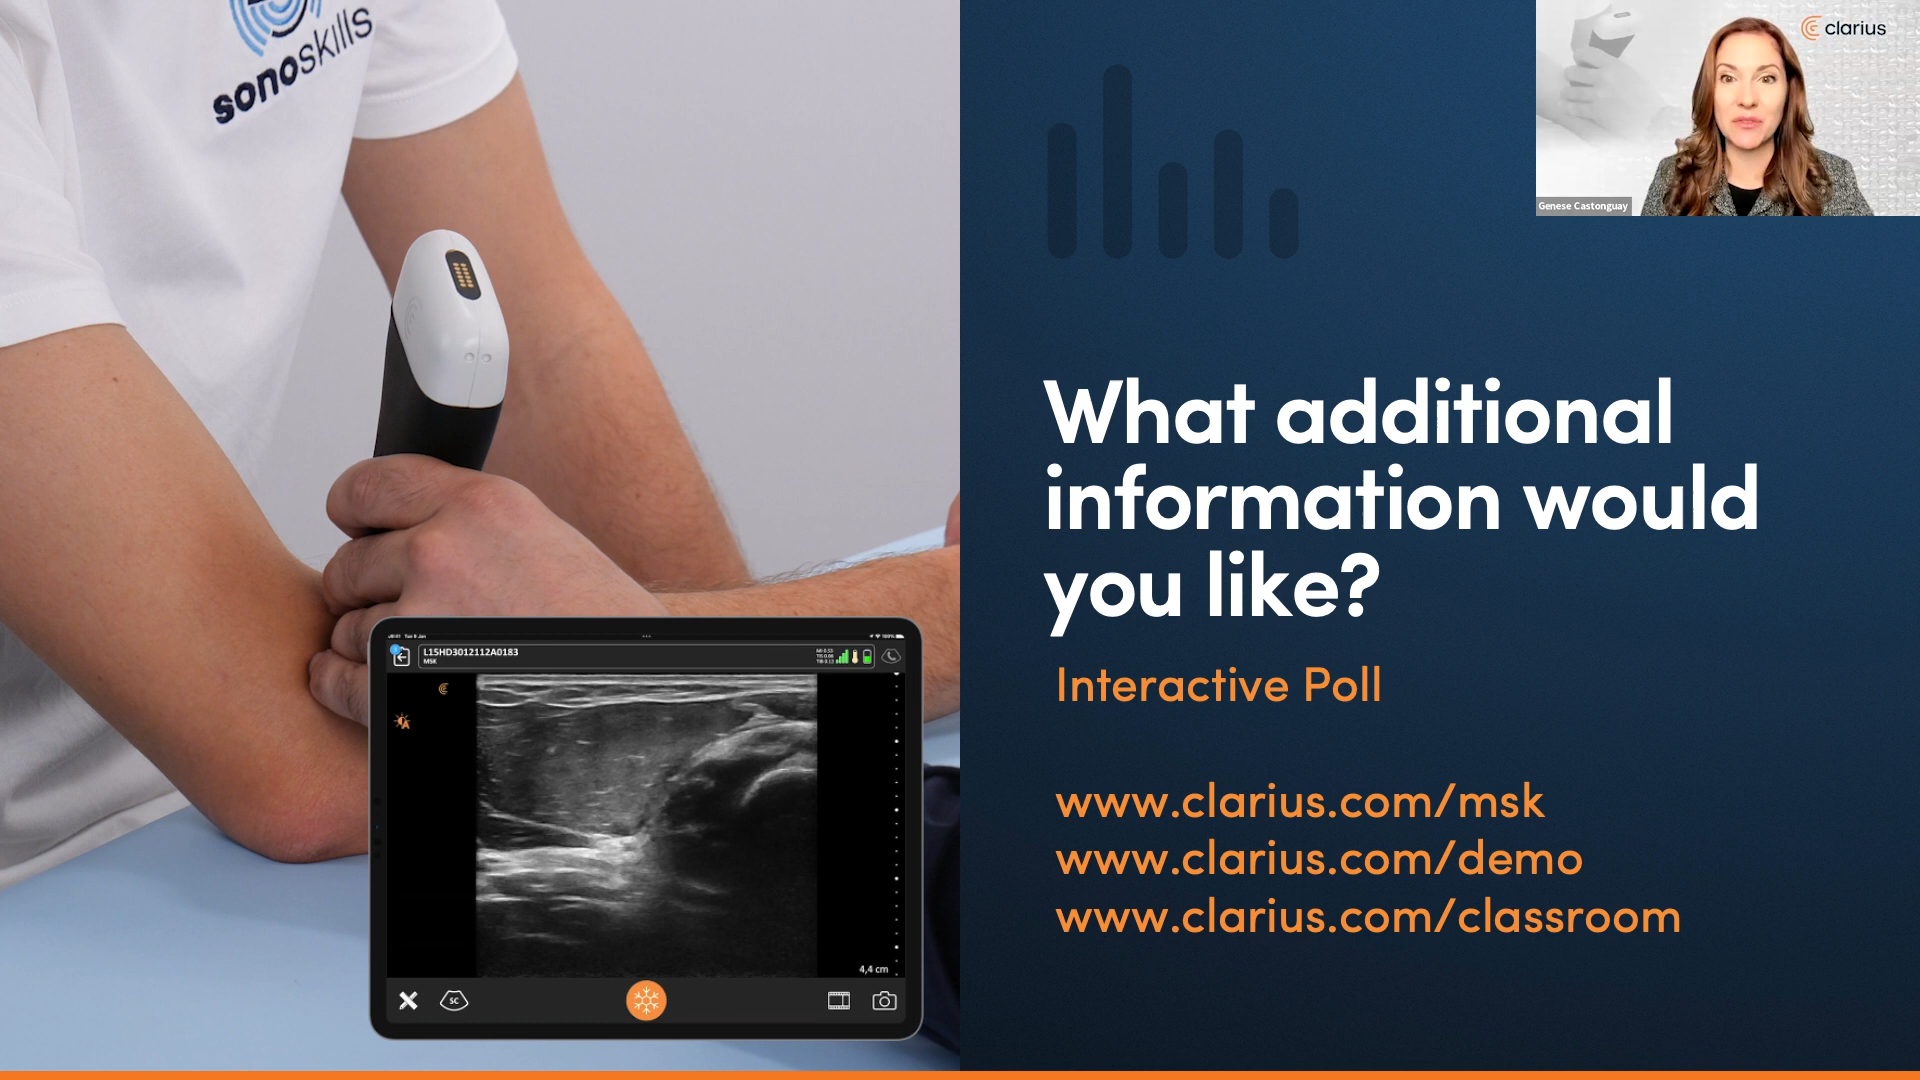 sonoskills
clarius
Genese Castonguay
What additional
information would
you like?
Interactive Poll
www.clarius.com/msk
www.clarius.com/demo
www.clarius.com/classroom
L15HD3012112A0183
MSK
4,4 cm
SC